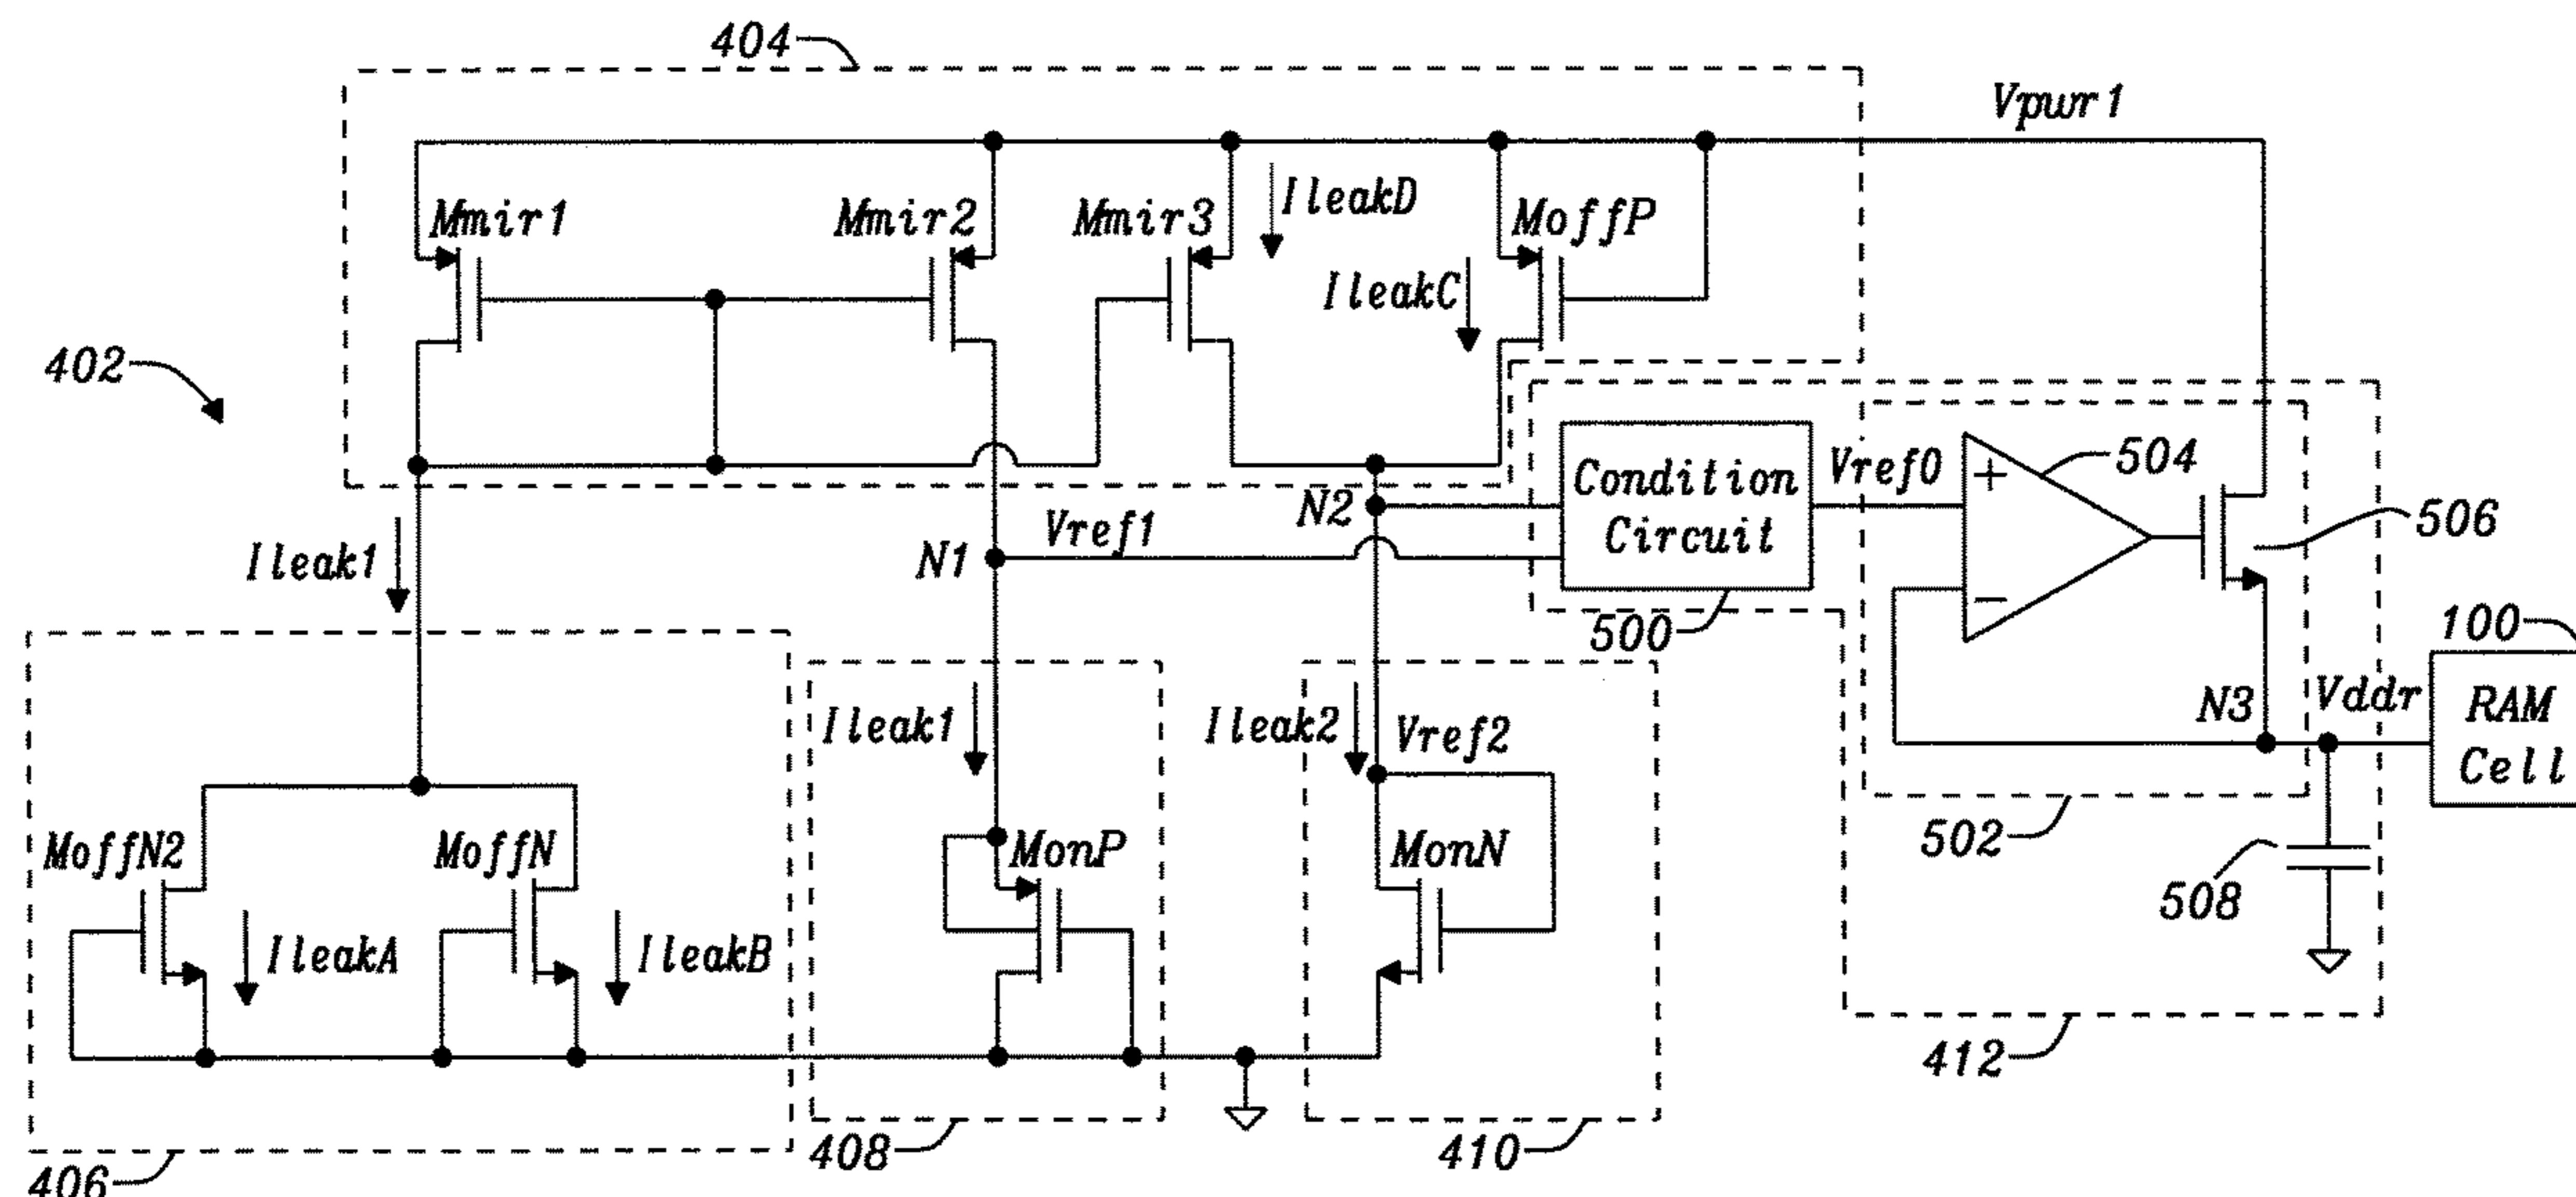 404
Vpwr1
Mmir1
Mmir2
Mmir3
IleakD
MoffP
IleakC
402
Condition
Circuit
Vref0
+
504
N2
Vref1
−
506
Ileak1
N1
500
100
N3
Vddr
RAM
Cell
Ileak1
Ileak2
Vref2
MoffN2
MoffN
MonP
MonN
502
508
IleakA
IleakB
412
408
410
406